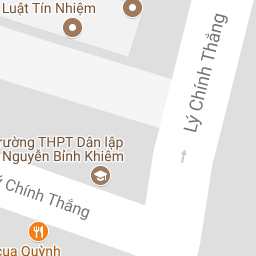 Luật Tín Nhiệm
Lý Chính Thắng
rường THPT Dân lập
Nguyễn Bỉnh Khiêm
ý Chính Thắng
cua Quỳnh